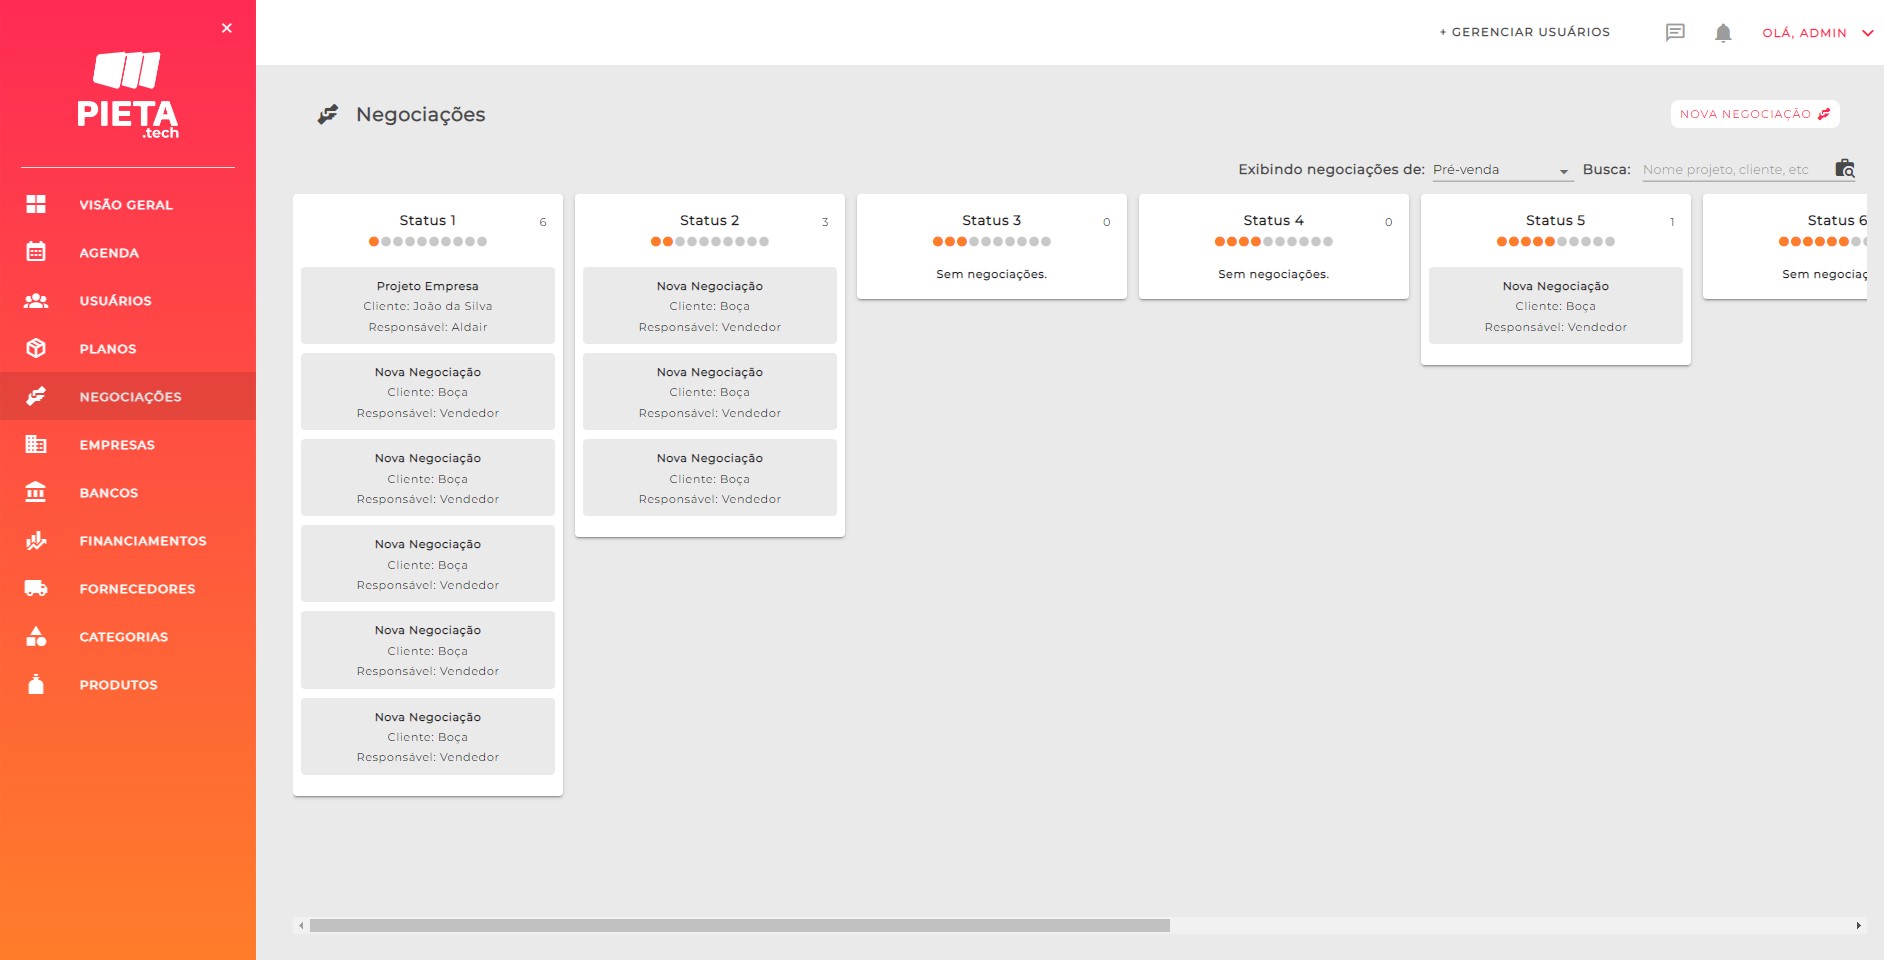 ×
PIETA
.tech
VISÃO GERAL
AGENDA
USUÁRIOS
PLANOS
NEGOCIAÇÕES
EMPRESAS
BANCOS
FINANCIAMENTOS
FORNECEDORES
CATEGORIAS
PRODUTOS
+ GERENCIAR USUÁRIOS
OLÁ, ADMIN
Negociações
NOVA NEGOCIAÇÃO
Exibindo negociações de: Pré-venda Busca: Nome projeto, cliente, etc
Status 1 6
Projeto Empresa
Cliente: João da Silva
Responsável: Aldair
Nova Negociação
Cliente: Boça
Responsável: Vendedor
Nova Negociação
Cliente: Boça
Responsável: Vendedor
Nova Negociação
Cliente: Boça
Responsável: Vendedor
Nova Negociação
Cliente: Boça
Responsável: Vendedor
Nova Negociação
Cliente: Boça
Responsável: Vendedor
Status 2 3
Nova Negociação
Cliente: Boça
Responsável: Vendedor
Nova Negociação
Cliente: Boça
Responsável: Vendedor
Nova Negociação
Cliente: Boça
Responsável: Vendedor
Status 3 0
Sem negociações.
Status 4 0
Sem negociações.
Status 5 1
Nova Negociação
Cliente: Boça
Responsável: Vendedor
Status 6
Sem negociaç